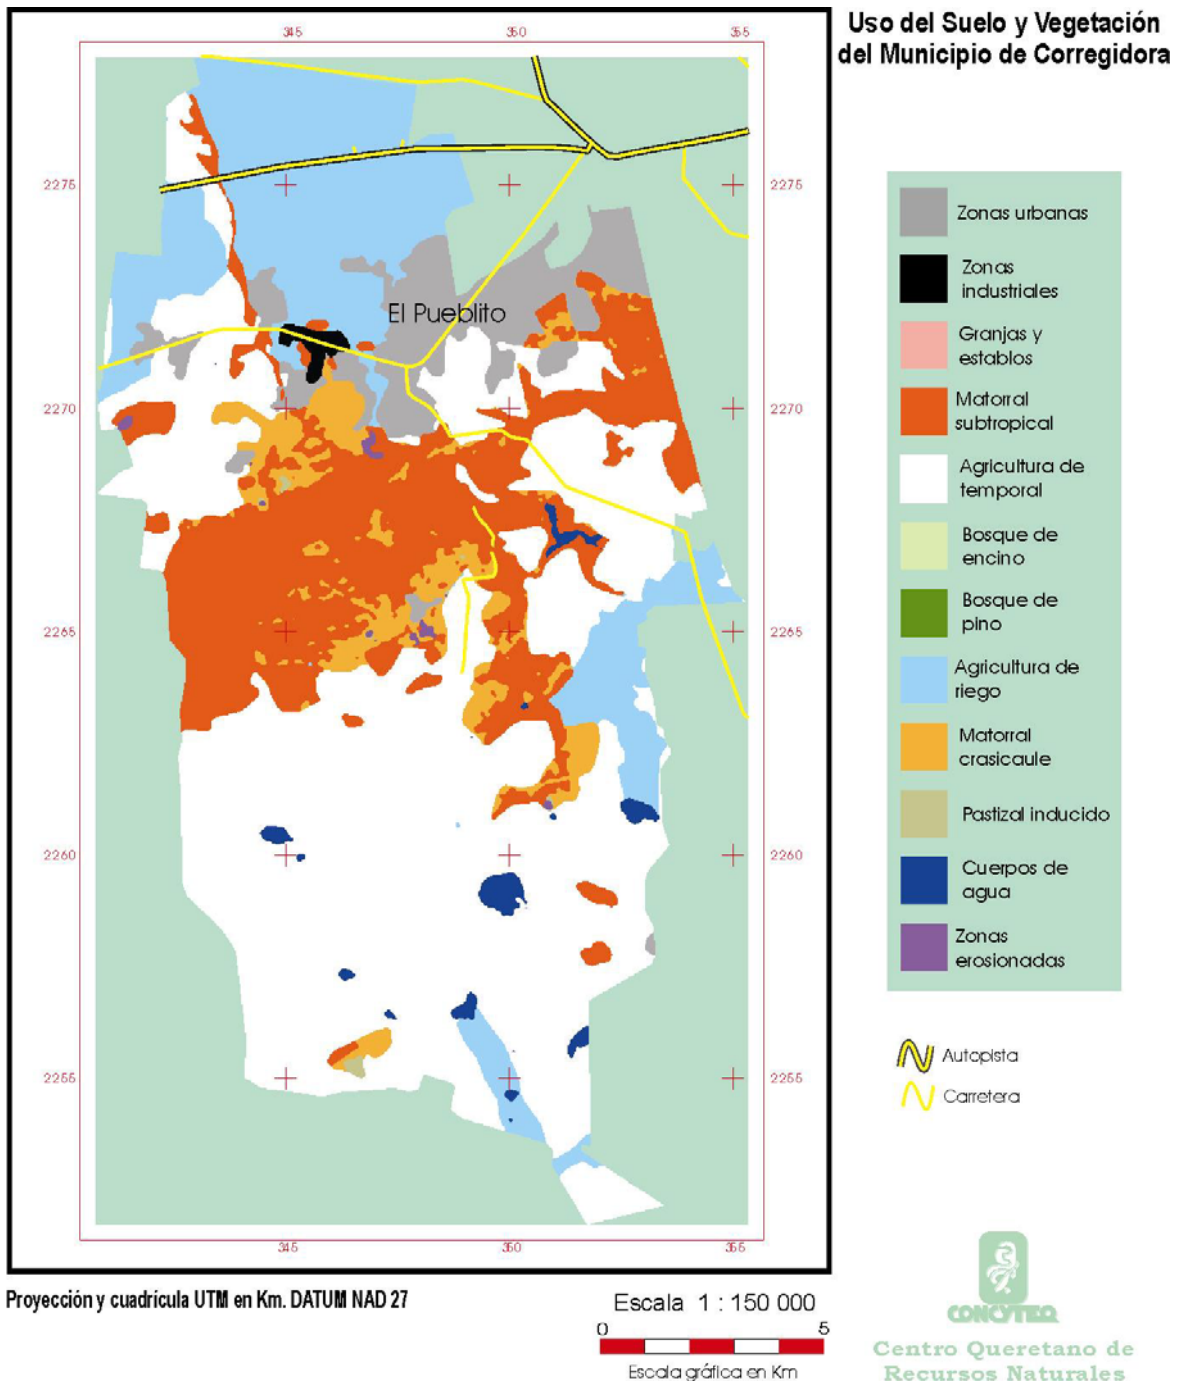 Uso del Suelo y Vegetación
del Municipio de Corregidora
345 350 355
2275 2275
El Pueblito
2270 2270
2265 2265
2260 2260
2255 2255
345 350 355
Zonas urbanas
Zonas
industriales
Granjas y
establos
Matorral
subtropical
Agricultura de
temporal
Bosque de
encino
Bosque de
pino
Agricultura de
riego
Matorral
crasicaule
Pastizal inducido
Cuerpos de
agua
Zonas
erosionadas
Autopista
Carretera
Proyección y cuadrícula UTM en Km. DATUM NAD 27
Escala 1 : 150 000
0 5
Escala gráfica en Km
CONCYTEQ
Centro Queretano de
Recursos Naturales